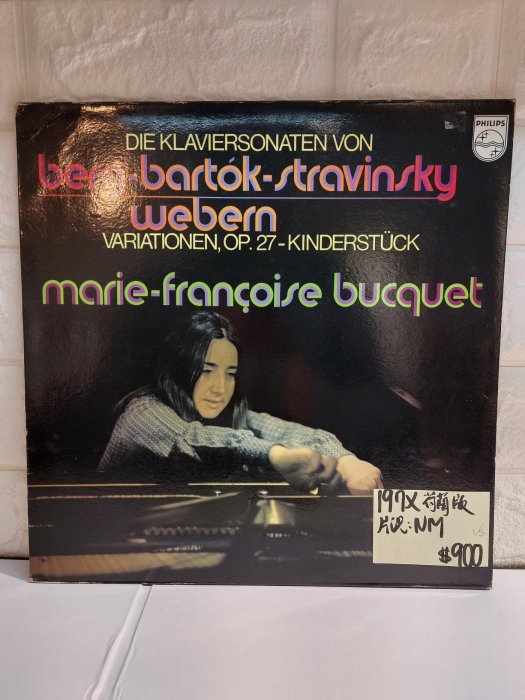 PHILIPS
DIE KLAVIERSONATEN VON
berg-bartók-stravinsky
webern
VARIATIONEN, OP. 27-KINDERSTÜCK
marie-françoise bucquet
197X 荷蘭版
片況:NM
$900